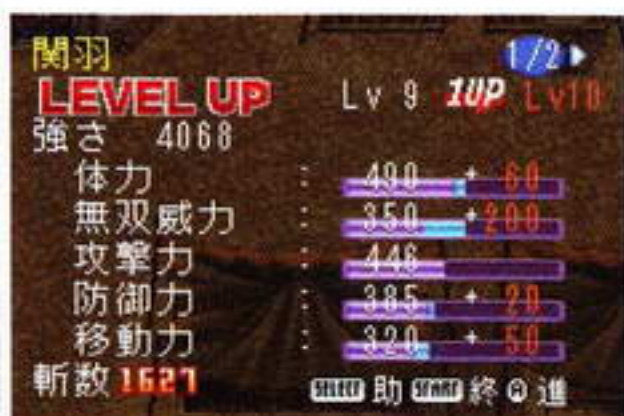 関羽 1/2
LEVEL UP Lv 9 1UP Lv10
強さ 4068
体力 : 490 + 60
無双威力 : 350 + 200
攻撃力 : 446
防御力 : 385 + 20
移動力 : 320 + 50
斬数 1627 SELECT 助 START 終 A 進